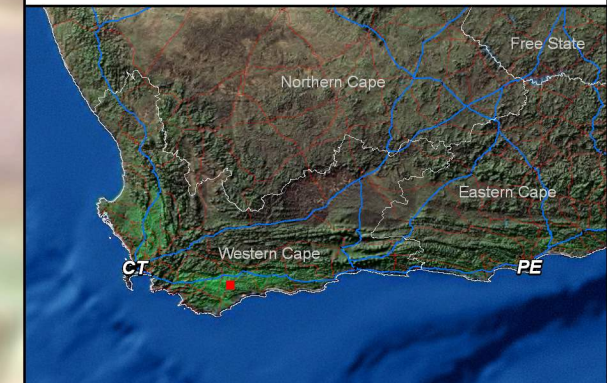 Free State
Northern Cape
Eastern Cape
Western Cape
CT
PE